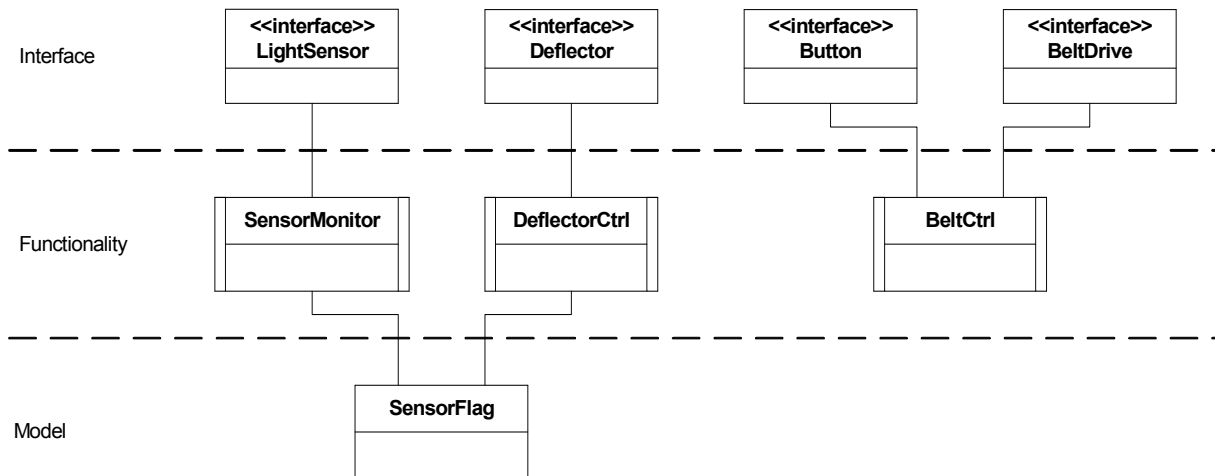 <<interface>>
LightSensor
<<interface>>
Deflector
<<interface>>
Button
<<interface>>
BeltDrive
Interface
SensorMonitor
DeflectorCtrl
BeltCtrl
Functionality
SensorFlag
Model